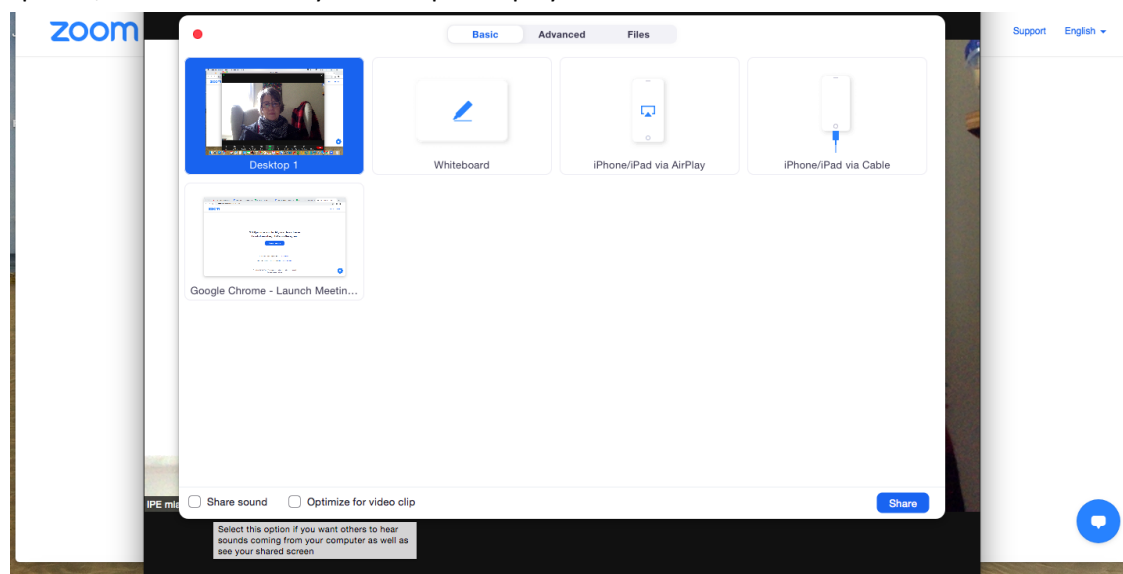 zoom
Basic Advanced Files
Support English
Desktop 1
Whiteboard
iPhone/iPad via AirPlay
iPhone/iPad via Cable
Google Chrome - Launch Meetin...
Share sound
Optimize for video clip
Share
Select this option if you want others to hear
sounds coming from your computer as well as
see your shared screen